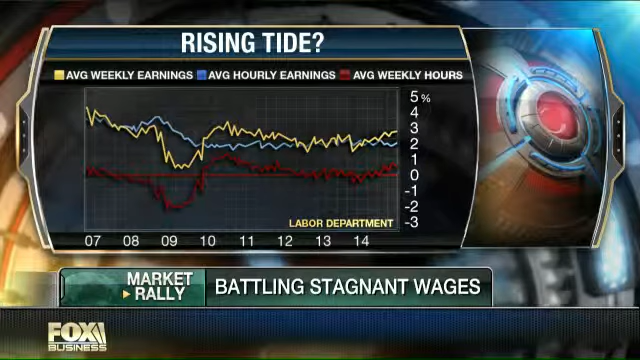 RISING TIDE?
AVG WEEKLY EARNINGS AVG HOURLY EARNINGS AVG WEEKLY HOURS
5%
4
3
2
1
0
-1
-2
-3
LABOR DEPARTMENT
07 08 09 10 11 12 13 14
MARKET
RALLY
BATTLING STAGNANT WAGES
FOX
BUSINESS